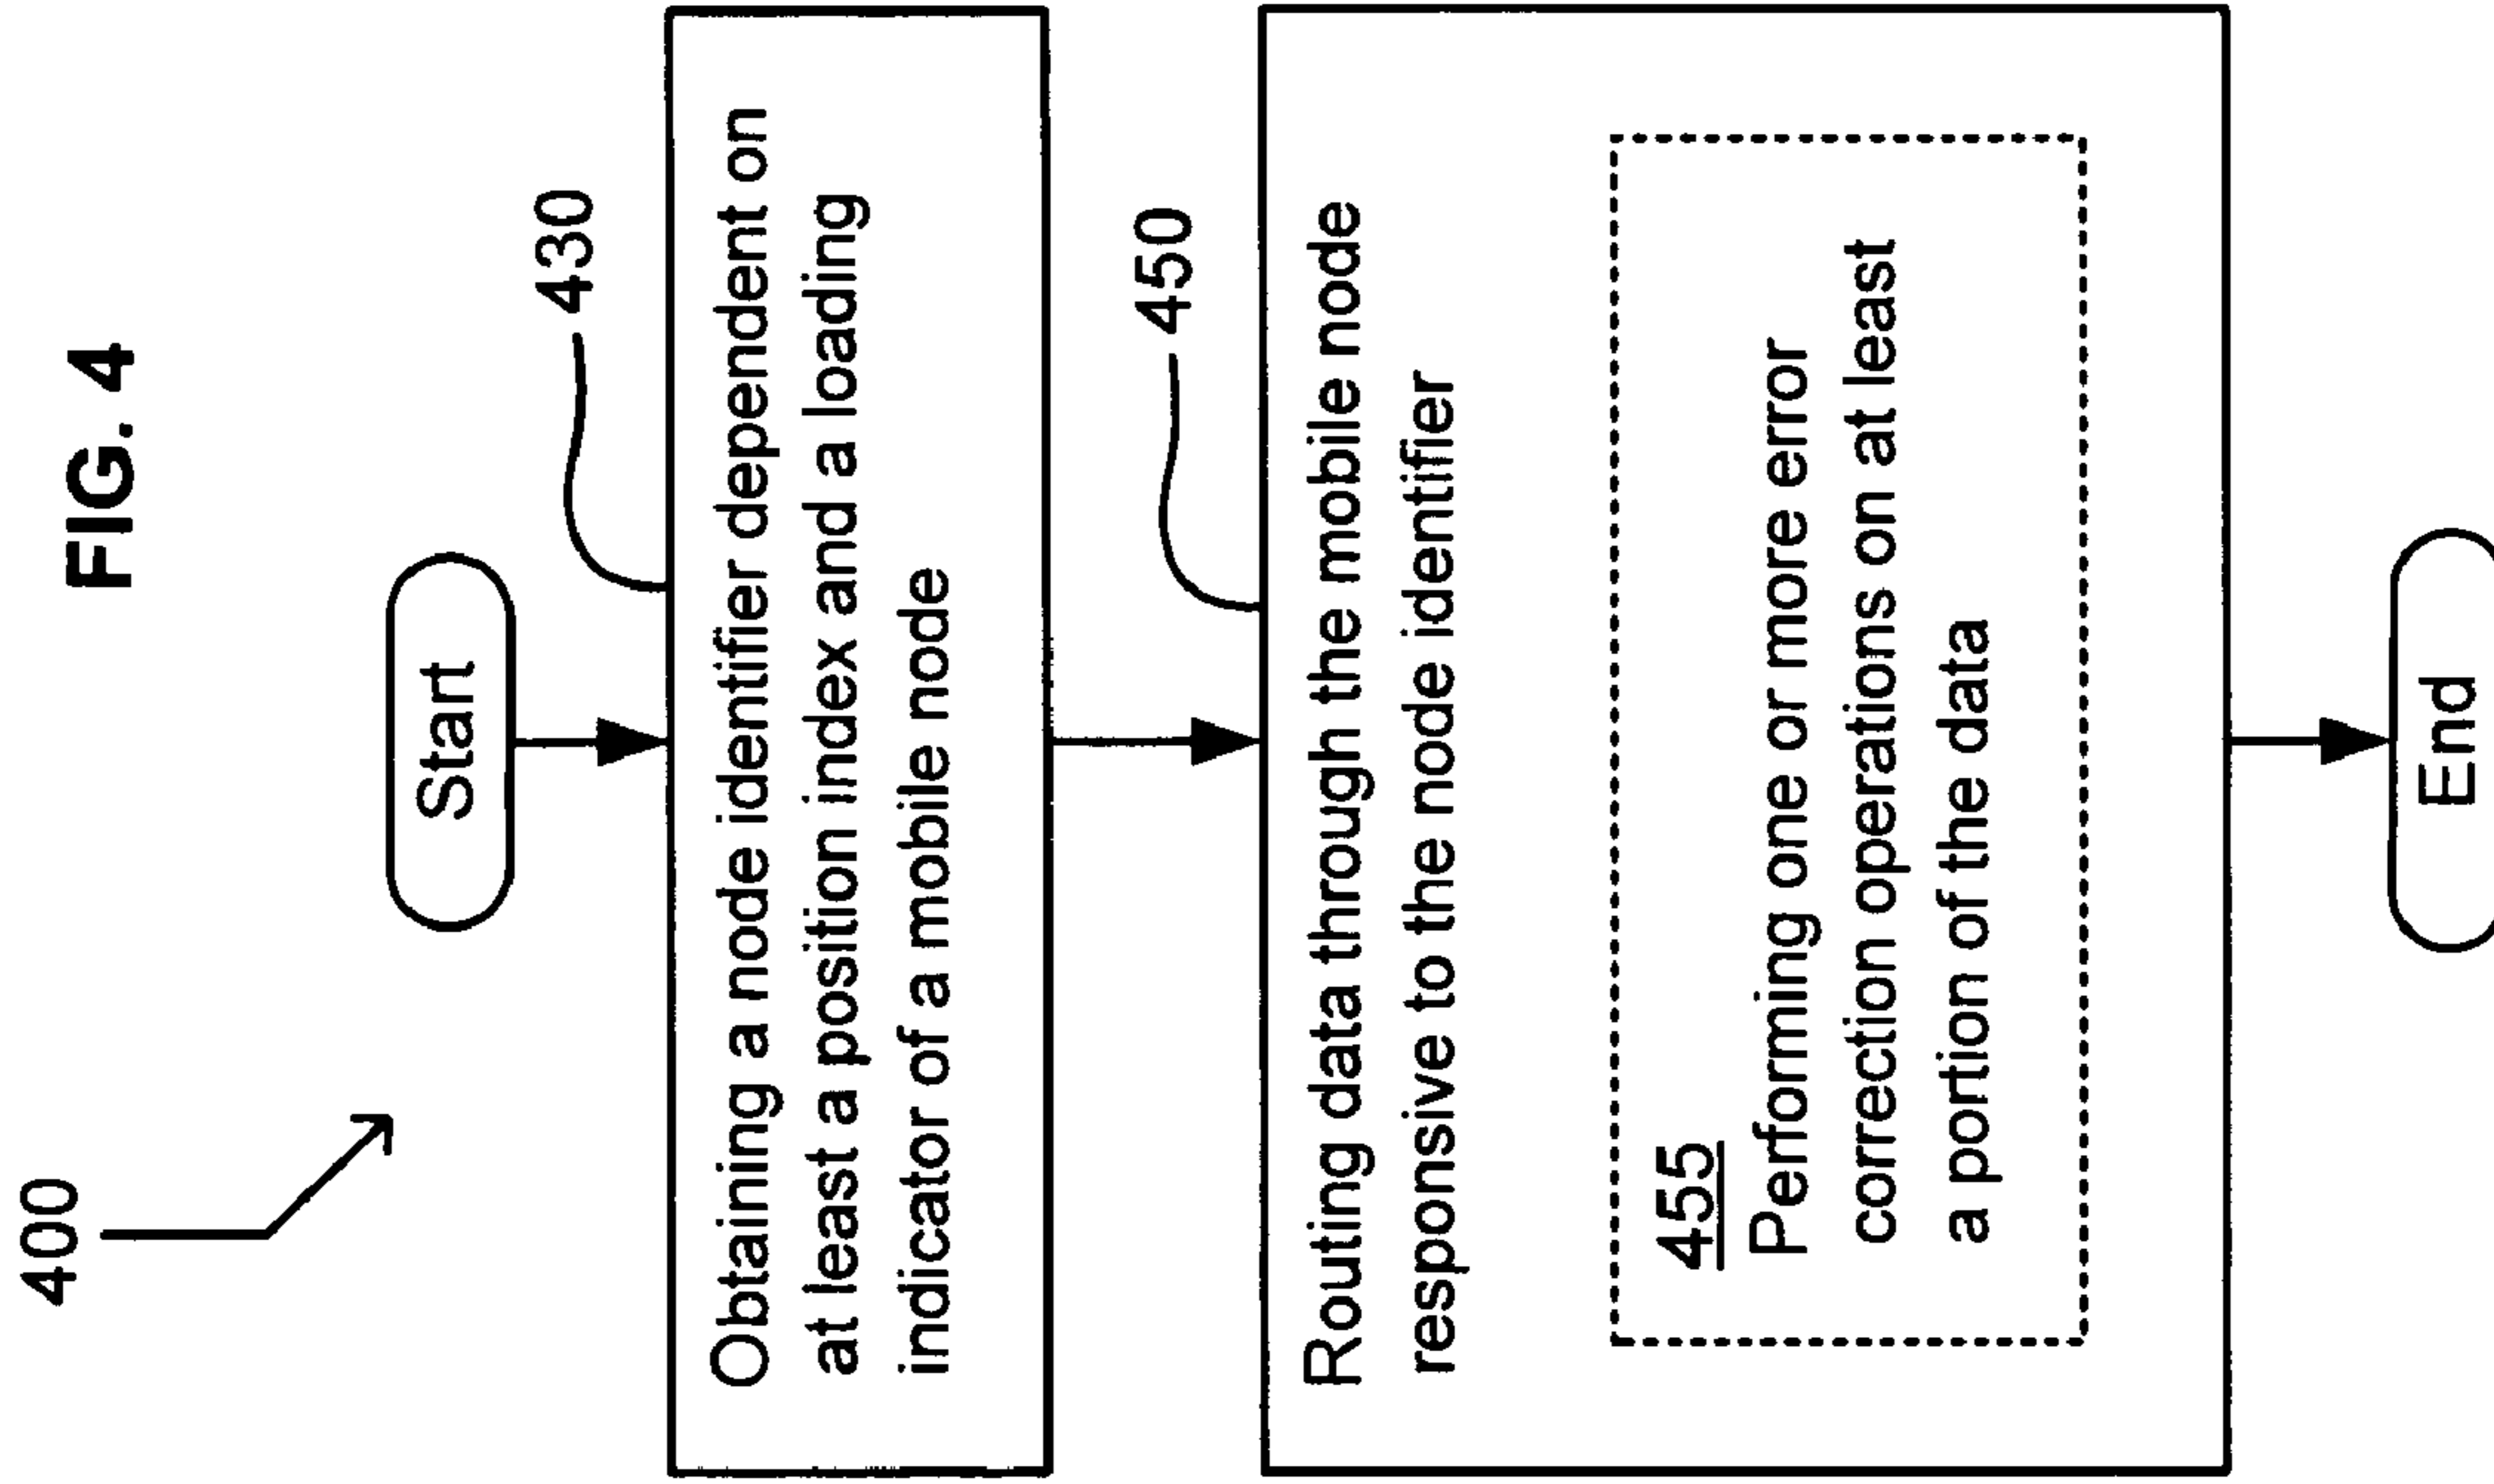 FIG. 4
400
Start
430
Obtaining a node identifier dependent on
at least a position index and a loading
indicator of a mobile node
450
Routing data through the mobile node
responsive to the node identifier
455
Performing one or more error
correction operations on at least
a portion of the data
End